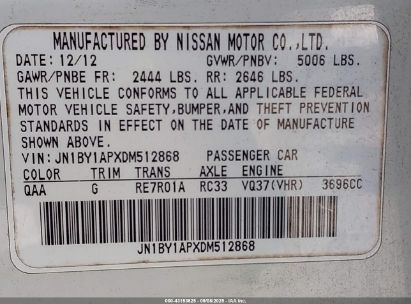 MANUFACTURED BY NISSAN MOTOR CO.,LTD.
DATE: 12/12 GVWR/PNBV: 5006 LBS.
GAWR/PNBE FR: 2444 LBS. RR: 2646 LBS.
THIS VEHICLE CONFORMS TO ALL APPLICABLE FEDERAL
MOTOR VEHICLE SAFETY,BUMPER,AND THEFT PREVENTION
STANDARDS IN EFFECT ON THE DATE OF MANUFACTURE
SHOWN ABOVE.
VIN: JN1BY1APXDM512868 PASSENGER CAR
COLOR TRIM TRANS AXLE ENGINE
QAA G RE7R01A RC33 VQ37(VHR) 3696CC
JN1BY1APXDM512868